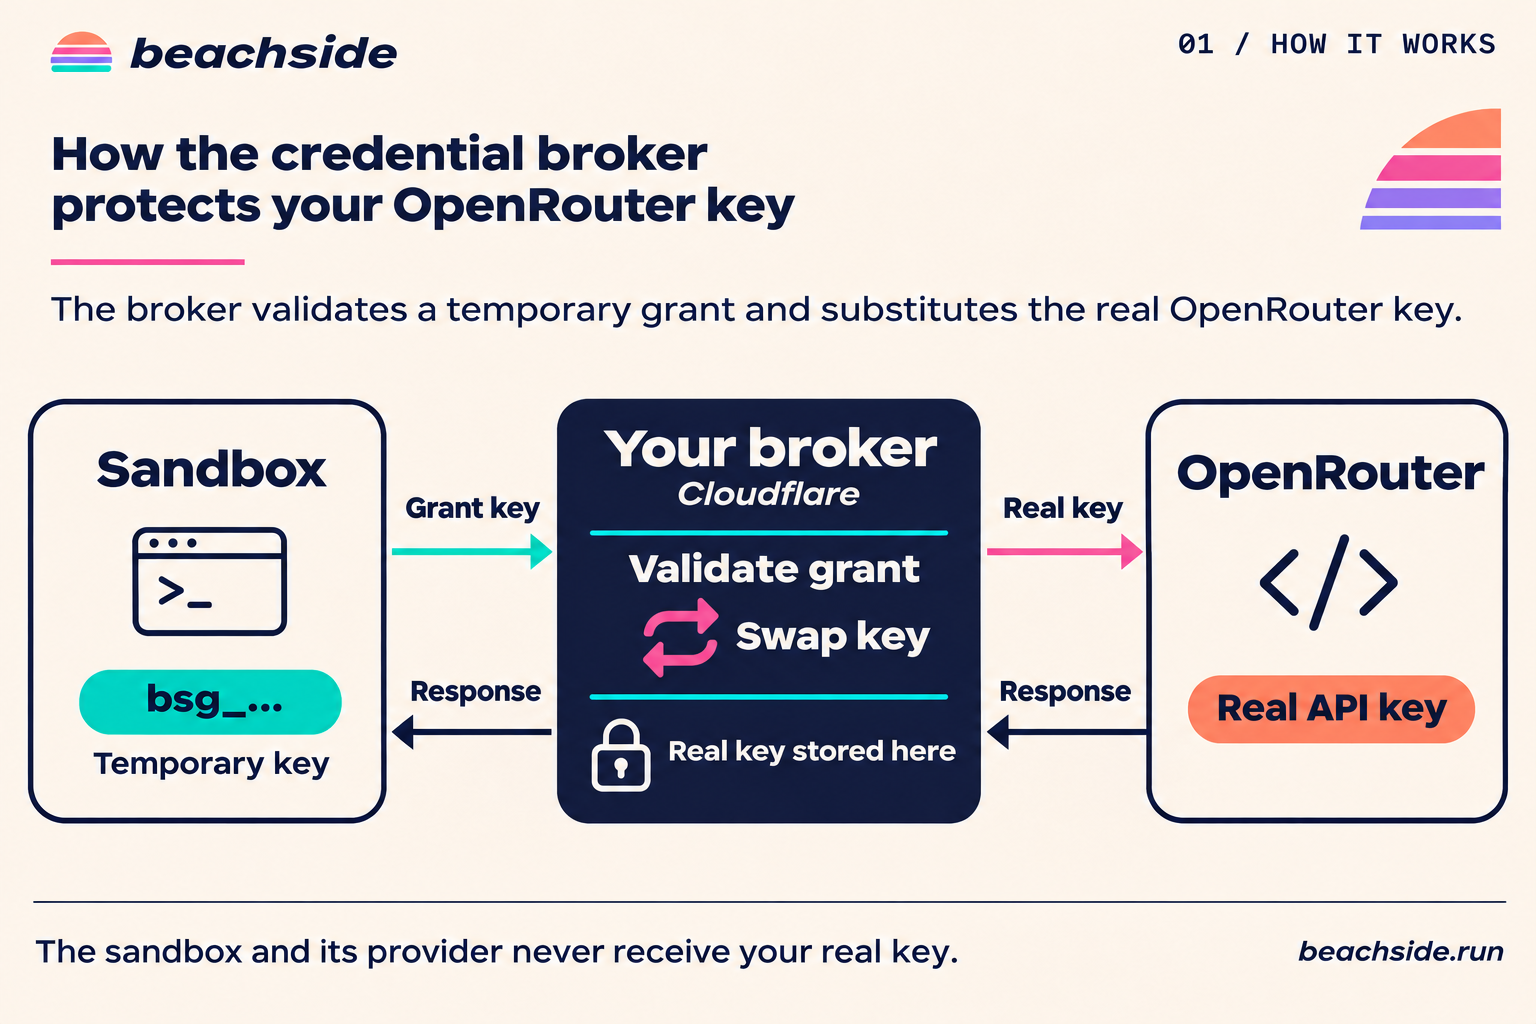 beachside
01 / HOW IT WORKS
How the credential broker
protects your OpenRouter key
The broker validates a temporary grant and substitutes the real OpenRouter key.
Sandbox
>_
bsg_...
Temporary key
Grant key
Response
Your broker
Cloudflare
Validate grant
Swap key
Real key stored here
Real key
Response
OpenRouter
</>
Real API key
The sandbox and its provider never receive your real key.
beachside.run